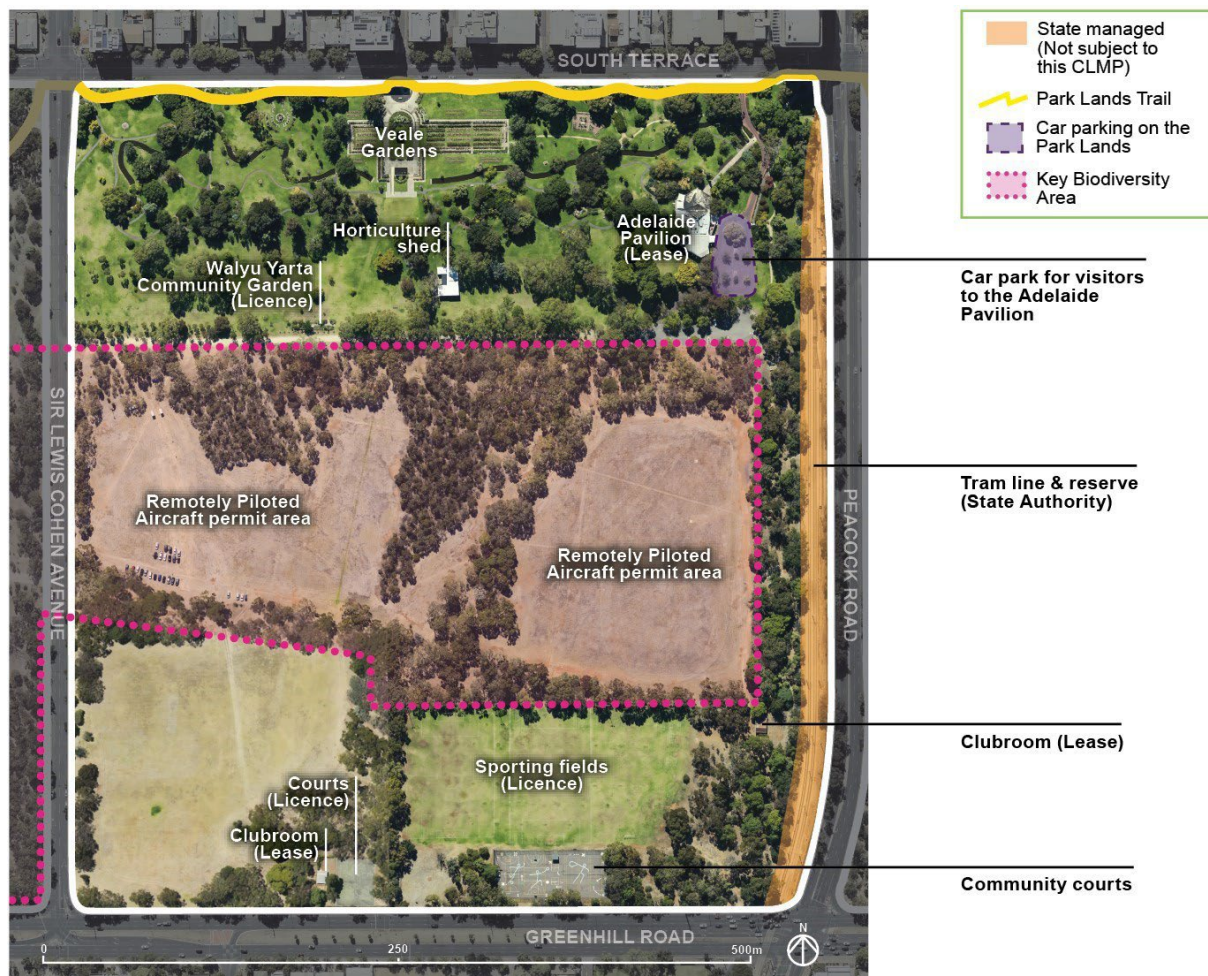 SOUTH TERRACE
Veale
Gardens
Horticulture
shed
Adelaide
Pavilion
(Lease)
Walyu Yarta
Community Garden
(Licence)
SIR LEWIS COHEN AVENUE
Remotely Piloted
Aircraft permit area
Remotely Piloted
Aircraft permit area
PEACOCK ROAD
Sporting fields
(Licence)
Courts
(Licence)
Clubroom
(Lease)
GREENHILL ROAD
0 250 500m
N
State managed
(Not subject to
this CLMP)
Park Lands Trail
Car parking on the
Park Lands
Key Biodiversity
Area
Car park for visitors
to the Adelaide
Pavilion
Tram line & reserve
(State Authority)
Clubroom (Lease)
Community courts